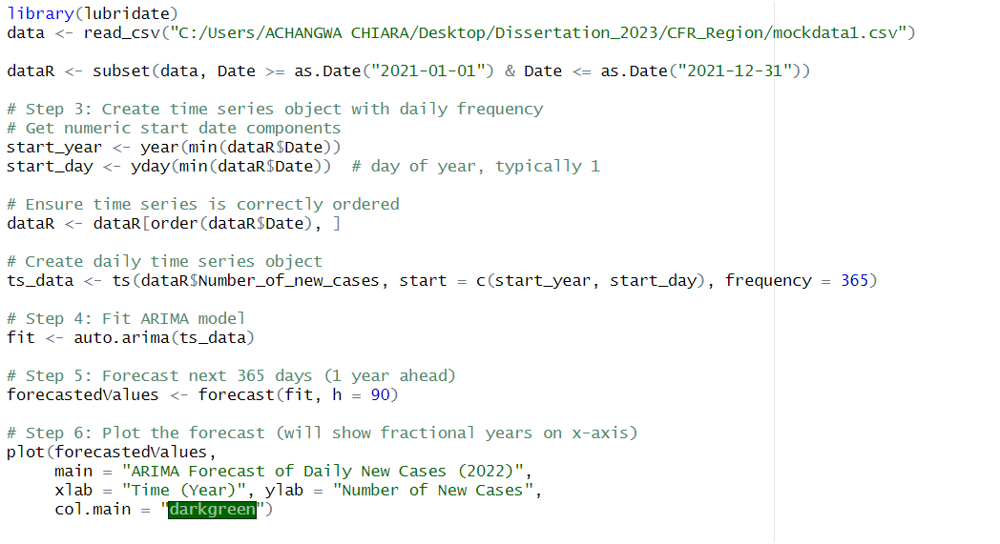 library(lubridate)
data <- read_csv("C:/Users/ACHANGWA CHIARA/Desktop/Dissertation_2023/CFR_Region/mockdata1.csv")
dataR <- subset(data, Date >= as.Date("2021-01-01") & Date <= as.Date("2021-12-31"))
# Step 3: Create time series object with daily frequency
# Get numeric start date components
start_year <- year(min(dataR$Date))
start_day <- yday(min(dataR$Date))  # day of year, typically 1
# Ensure time series is correctly ordered
dataR <- dataR[order(dataR$Date), ]
# Create daily time series object
ts_data <- ts(dataR$Number_of_new_cases, start = c(start_year, start_day), frequency = 365)
# Step 4: Fit ARIMA model
fit <- auto.arima(ts_data)
# Step 5: Forecast next 365 days (1 year ahead)
forecastedValues <- forecast(fit, h = 90)
# Step 6: Plot the forecast (will show fractional years on x-axis)
plot(forecastedValues,
     main = "ARIMA Forecast of Daily New Cases (2022)",
     xlab = "Time (Year)", ylab = "Number of New Cases",
     col.main = "darkgreen")